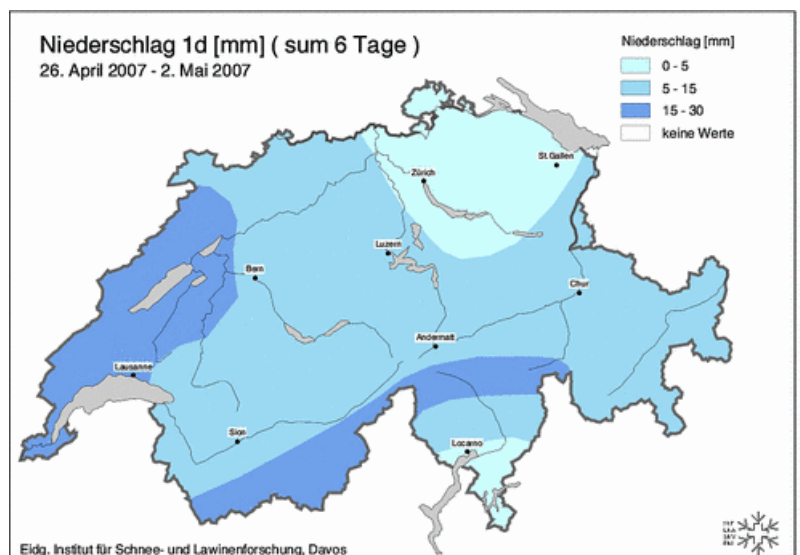 Niederschlag 1d [mm] ( sum 6 Tage )
26. April 2007 - 2. Mai 2007
Niederschlag [mm]
0 - 5
5 - 15
15 - 30
keine Werte
St.Gallen
Zürich
Luzern
Bern
Chur
Andermatt
Lausanne
Sion
Locarno
Eidg. Institut für Schnee- und Lawinenforschung, Davos